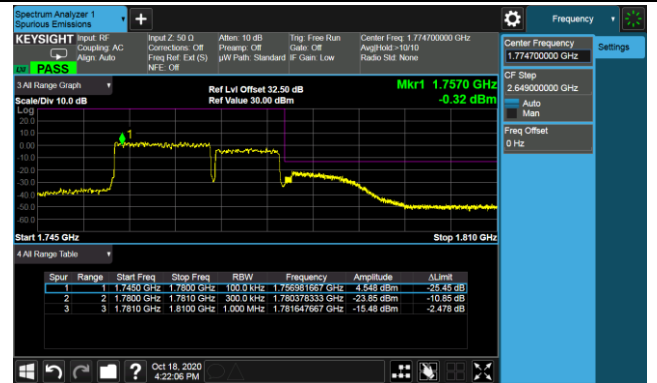 Spectrum Analyzer 1
Spurious Emissions
Frequency
KEYSIGHT
Input: RF
Coupling: AC
Align: Auto
Input Z: 50 Ω
Corrections: Off
Freq Ref: Ext (S)
NFE: Off
Atten: 10 dB
Preamp: Off
µW Path: Standard
Trig: Free Run
Gate: Off
IF Gain: Low
Center Freq: 1.774700000 GHz
Avg|Hold:>10/10
Radio Std: None
PASS
Center Frequency
1.774700000 GHz
Settings
CF Step
2.649000000 GHz
Auto
Man
Freq Offset
0 Hz
3 All Range Graph
Scale/Div 10.0 dB
Ref Lvl Offset 32.50 dB
Ref Value 30.00 dBm
Mkr1 1.7570 GHz
-0.32 dBm
Log
20.0
10.0
0.00
-10.0
-20.0
-30.0
-40.0
-50.0
-60.0
1
Start 1.745 GHz
Stop 1.810 GHz
4 All Range Table
Spur Range Start Freq Stop Freq RBW Frequency Amplitude ΔLimit
1 1 1.7450 GHz 1.7800 GHz 100.0 kHz 1.756981667 GHz 4.548 dBm -25.45 dB
2 2 1.7800 GHz 1.7810 GHz 300.0 kHz 1.780378333 GHz -23.85 dBm -10.85 dB
3 3 1.7810 GHz 1.8100 GHz 1.000 MHz 1.781647667 GHz -15.48 dBm -2.478 dB
Oct 18, 2020
4:22:06 PM